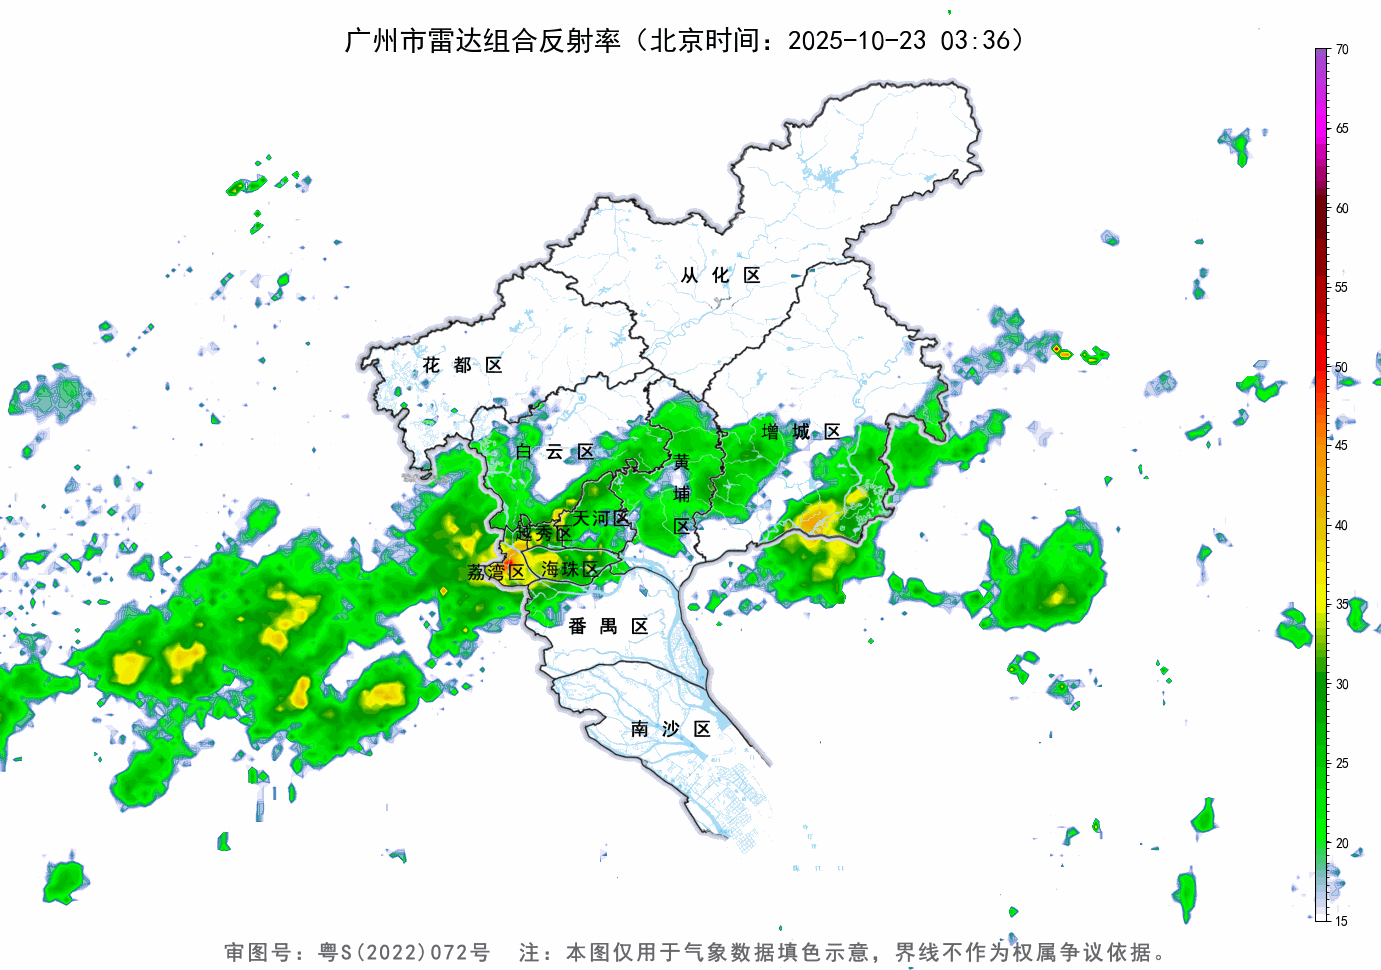 广州市雷达组合反射率（北京时间：2025-10-23 03:36）
70
65
60
55
50
45
40
35
30
25
20
15
从化区
花都区
增城区
白云区
黄埔区
天河区
越秀区
荔湾区
海珠区
番禺区
南沙区
审图号：粤S(2022)072号 注：本图仅用于气象数据填色示意，界线不作为权属争议依据。